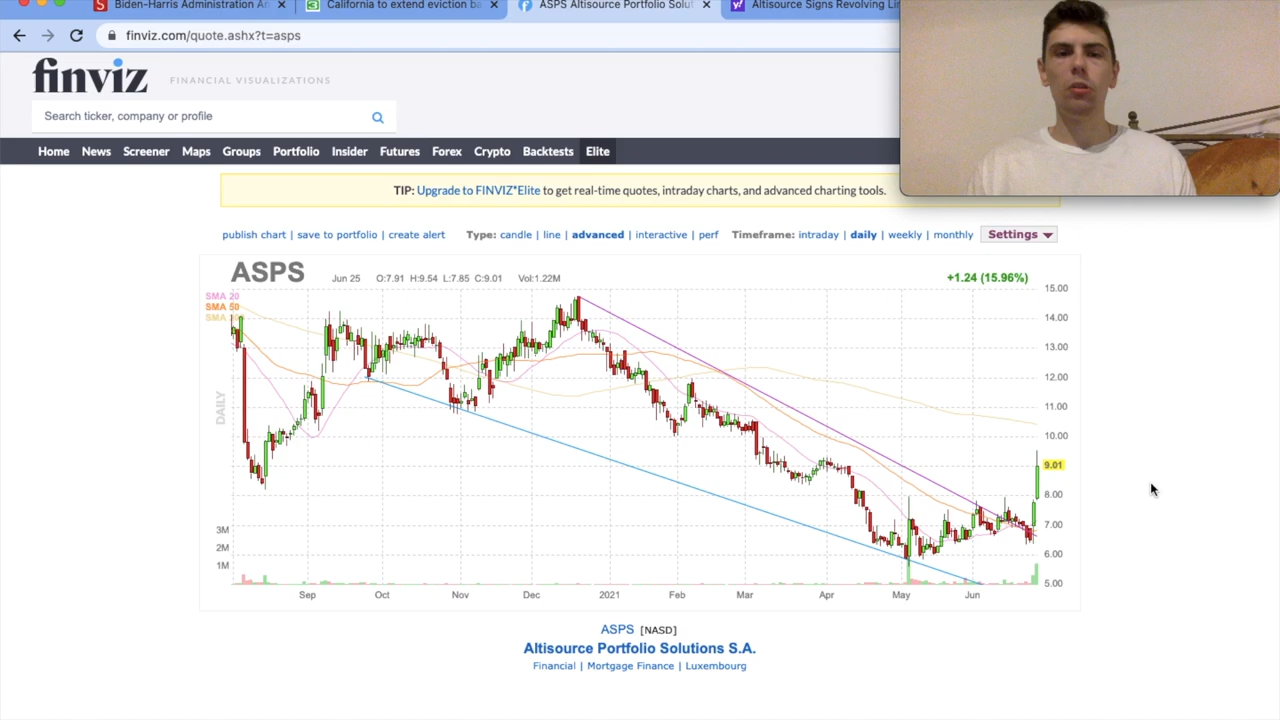 Biden-Harris Administration An
California to extend eviction ba
ASPS Altisource Portfolio Solut
Altisource Signs Revolving Li
finviz.com/quote.ashx?t=asps
finviz FINANCIAL VISUALIZATIONS
Search ticker, company or profile
Home News Screener Maps Groups Portfolio Insider Futures Forex Crypto Backtests Elite
TIP: Upgrade to FINVIZ*Elite to get real-time quotes, intraday charts, and advanced charting tools.
publish chart | save to portfolio | create alert Type: candle | line | advanced | interactive | perf Timeframe: intraday | daily | weekly | monthly Settings
ASPS Jun 25 O:7.91 H:9.54 L:7.85 C:9.01 Vol:1.22M +1.24 (15.96%)
SMA 20
SMA 50
SMA
15.00
14.00
13.00
12.00
11.00
10.00
9.01
8.00
7.00
6.00
5.00
DAILY
3M
2M
1M
Sep Oct Nov Dec 2021 Feb Mar Apr May Jun
ASPS [NASD]
Altisource Portfolio Solutions S.A.
Financial | Mortgage Finance | Luxembourg